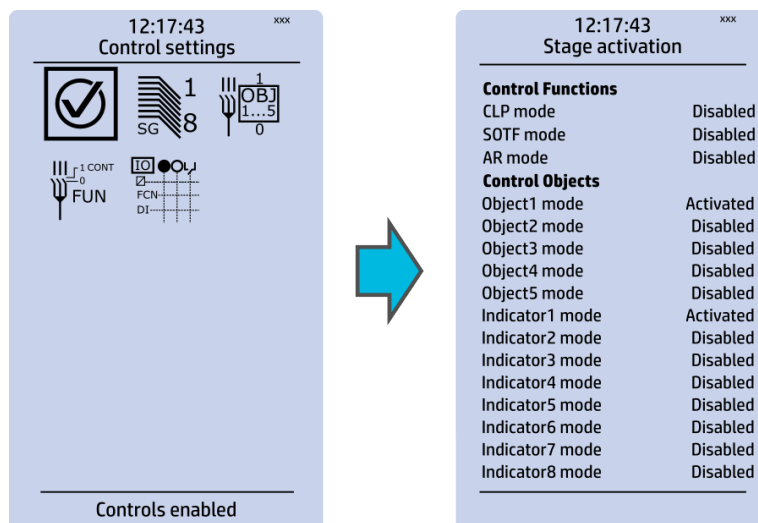 12:17:43 xxx
Control settings
1
SG 8
1
OBJ
1...5
0
1 CONT
0
FUN
IO
FCN
DI
Controls enabled
12:17:43 xxx
Stage activation
Control Functions
CLP mode Disabled
SOTF mode Disabled
AR mode Disabled
Control Objects
Object1 mode Activated
Object2 mode Disabled
Object3 mode Disabled
Object4 mode Disabled
Object5 mode Disabled
Indicator1 mode Activated
Indicator2 mode Disabled
Indicator3 mode Disabled
Indicator4 mode Disabled
Indicator5 mode Disabled
Indicator6 mode Disabled
Indicator7 mode Disabled
Indicator8 mode Disabled